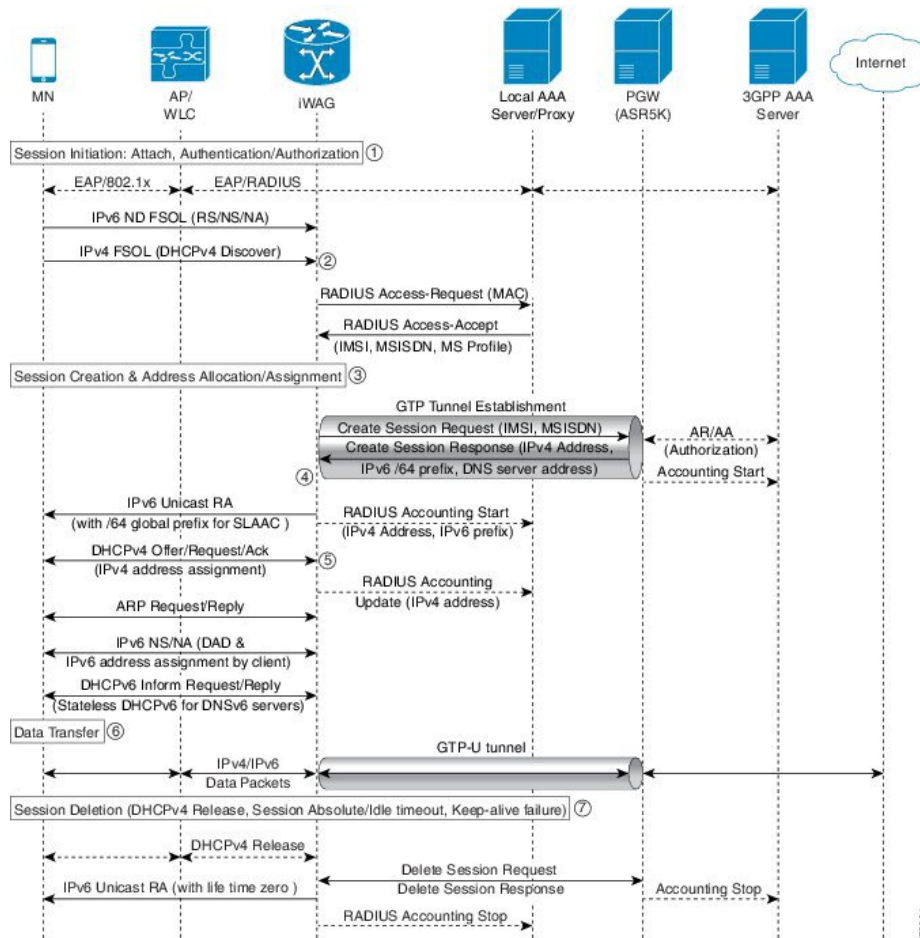 MN
AP/
WLC
iWAG
Local AAA
Server/Proxy
PGW
(ASR5K)
3GPP AAA
Server
Internet
Session Initiation: Attach, Authentication/Authorization ①
EAP/802.1x
EAP/RADIUS
IPv6 ND FSOL (RS/NS/NA)
IPv4 FSOL (DHCPv4 Discover)
②
RADIUS Access-Request (MAC)
RADIUS Access-Accept
(IMSI, MSISDN, MS Profile)
Session Creation & Address Allocation/Assignment ③
GTP Tunnel Establishment
Create Session Request (IMSI, MSISDN)
Create Session Response (IPv4 Address,
IPv6 /64 prefix, DNS server address)
AR/AA
(Authorization)
Accounting Start
④
IPv6 Unicast RA
(with /64 global prefix for SLAAC )
RADIUS Accounting Start
(IPv4 Address, IPv6 prefix)
DHCPv4 Offer/Request/Ack
(IPv4 address assignment)
⑤
RADIUS Accounting
Update (IPv4 address)
ARP Request/Reply
IPv6 NS/NA (DAD &
IPv6 address assignment by client)
DHCPv6 Inform Request/Reply
(Stateless DHCPv6 for DNSv6 servers)
Data Transfer ⑥
GTP-U tunnel
IPv4/IPv6
Data Packets
Session Deletion (DHCPv4 Release, Session Absolute/Idle timeout, Keep-alive failure) ⑦
DHCPv4 Release
Delete Session Request
Delete Session Response
IPv6 Unicast RA (with life time zero )
Accounting Stop
RADIUS Accounting Stop